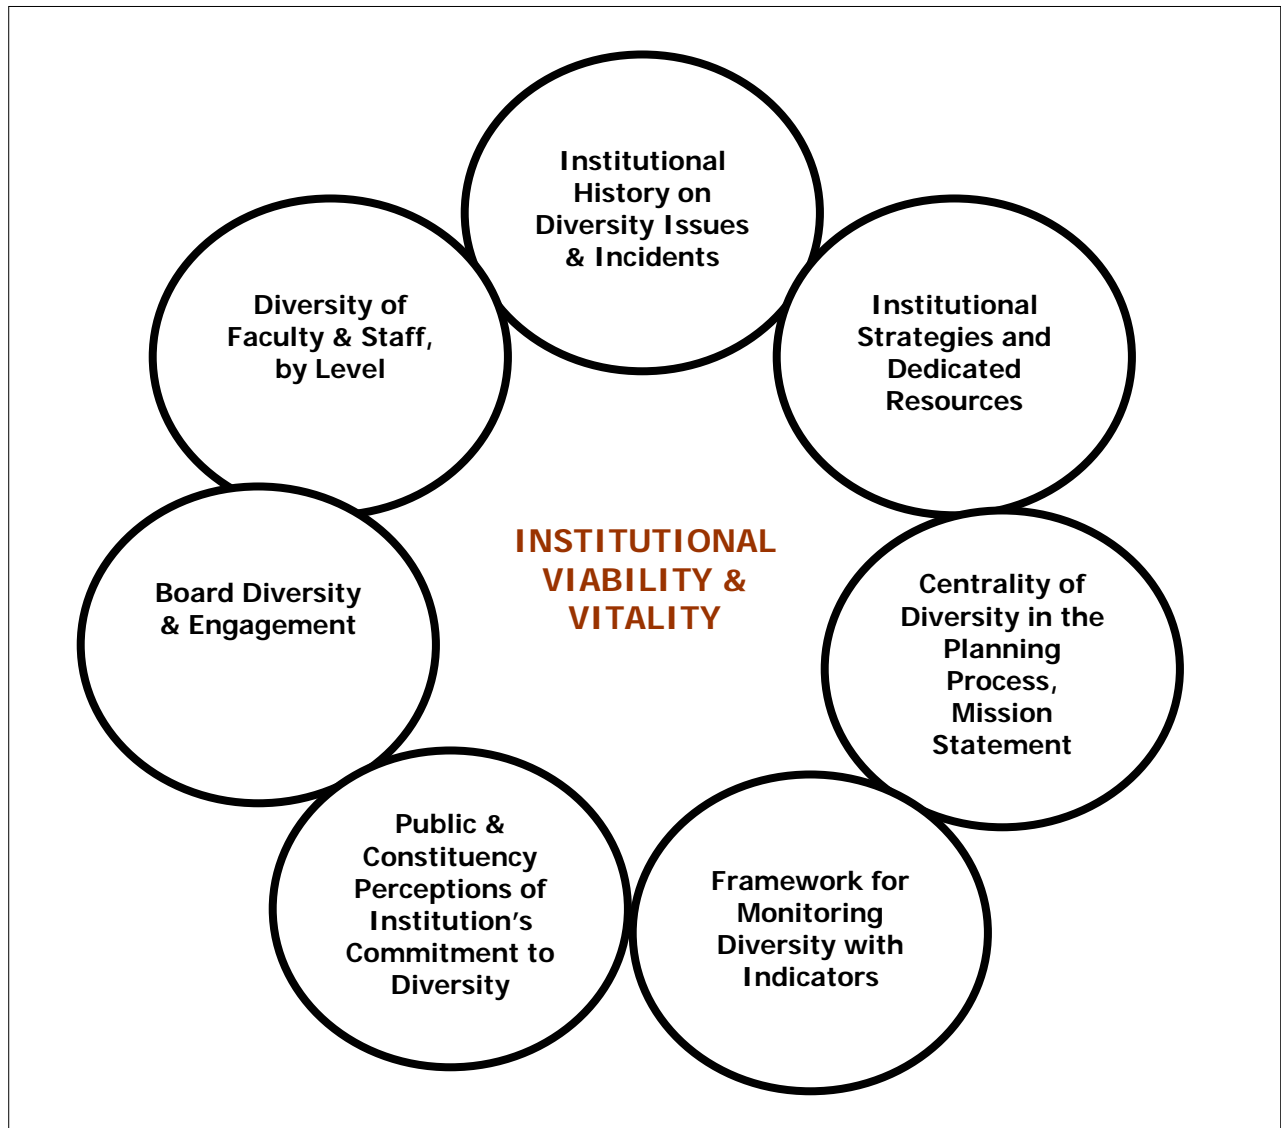 Institutional
History on
Diversity Issues
& Incidents
Institutional
Strategies and
Dedicated
Resources
Centrality of
Diversity in the
Planning
Process,
Mission
Statement
Framework for
Monitoring
Diversity with
Indicators
Public &
Constituency
Perceptions of
Institution’s
Commitment to
Diversity
Board Diversity
& Engagement
Diversity of
Faculty & Staff,
by Level
INSTITUTIONAL
VIABILITY &
VITALITY